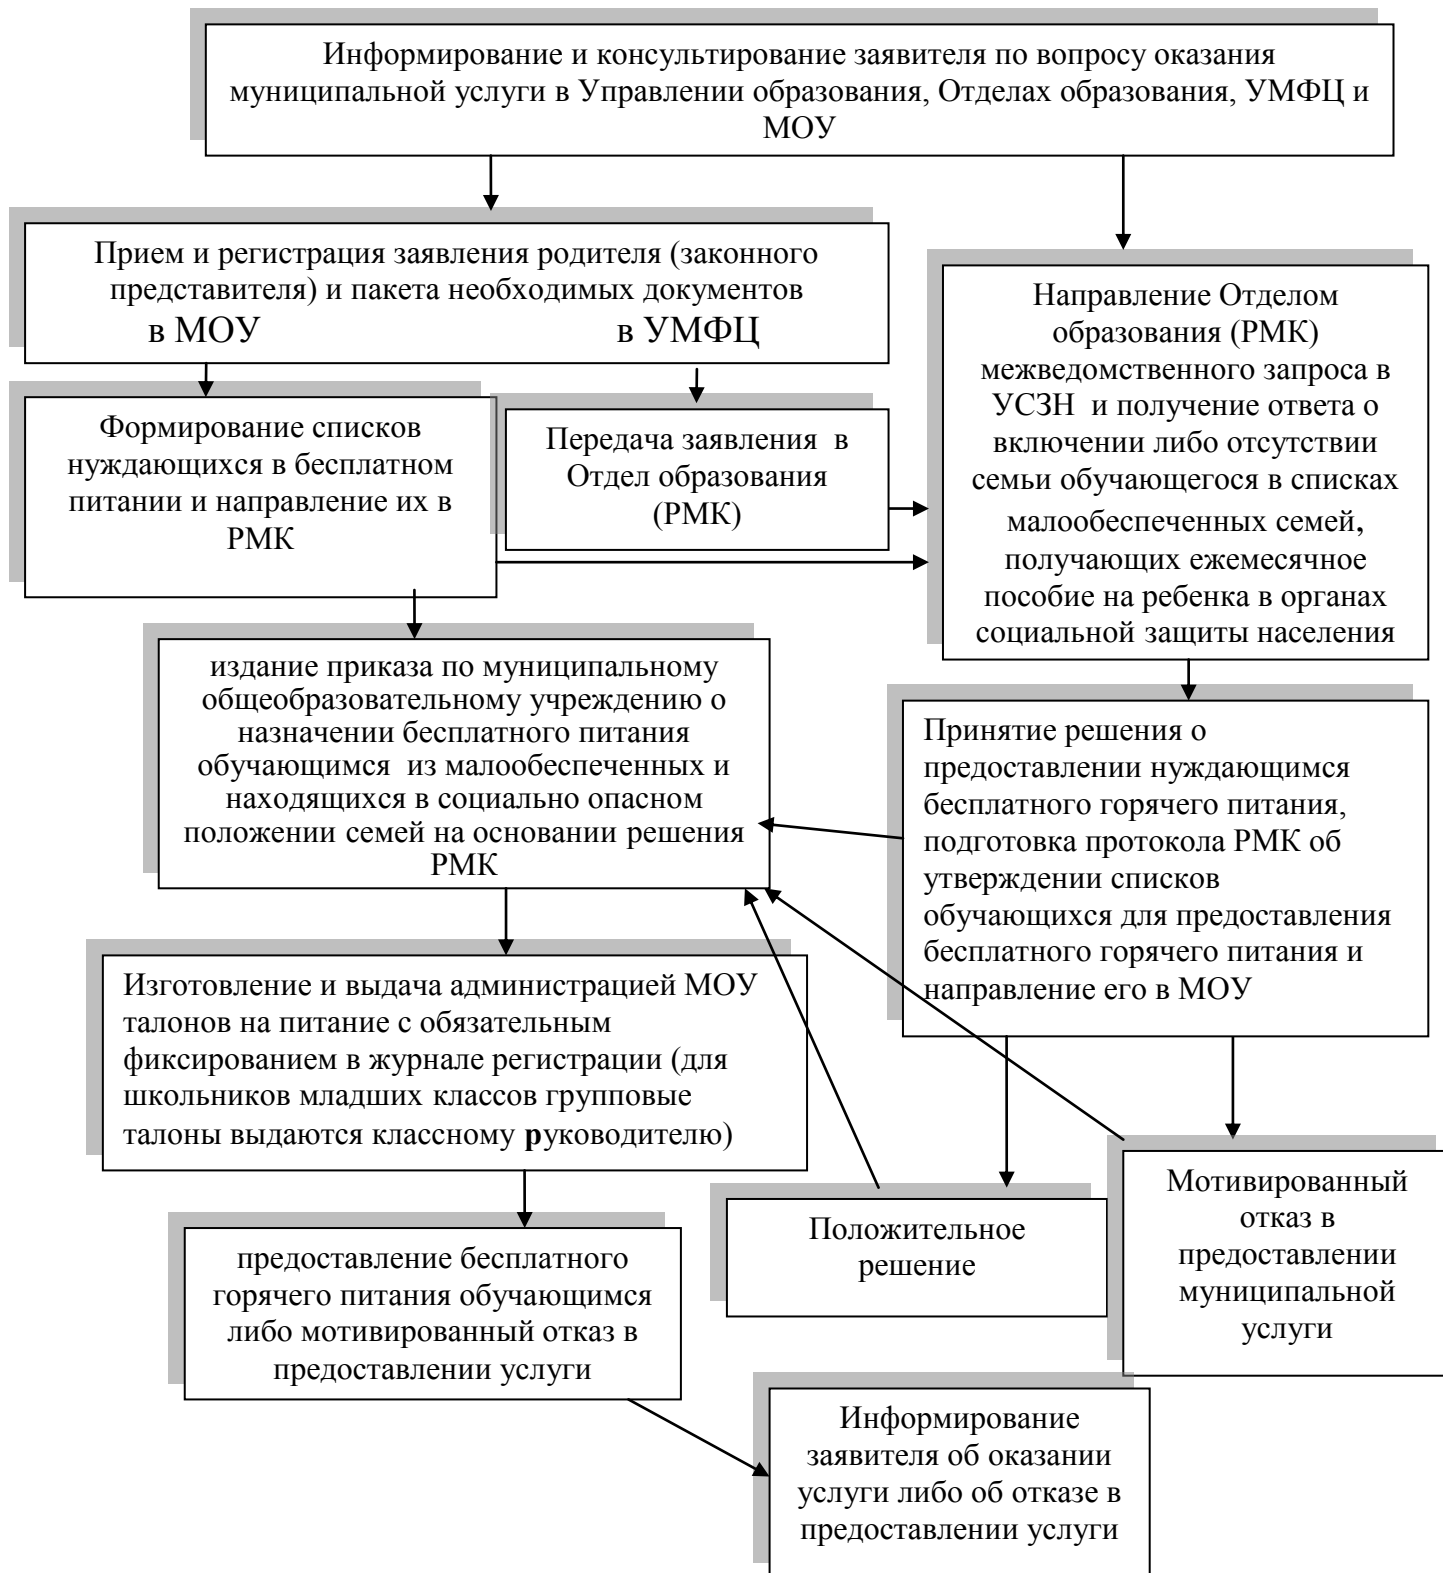 Информирование и консультирование заявителя по вопросу оказания
муниципальной услуги в Управлении образования, Отделах образования, УМФЦ и
МОУ
Прием и регистрация заявления родителя (законного
представителя) и пакета необходимых документов
в МОУ в УМФЦ
Направление Отделом
образования (РМК)
межведомственного запроса в
УСЗН и получение ответа о
включении либо отсутствии
семьи обучающегося в списках
малообеспеченных семей,
получающих ежемесячное
пособие на ребенка в органах
социальной защиты населения
Формирование списков
нуждающихся в бесплатном
питании и направление их в
РМК
Передача заявления в
Отдел образования
(РМК)
издание приказа по муниципальному
общеобразовательному учреждению о
назначении бесплатного питания
обучающимся из малообеспеченных и
находящихся в социально опасном
положении семей на основании решения
РМК
Принятие решения о
предоставлении нуждающимся
бесплатного горячего питания,
подготовка протокола РМК об
утверждении списков
обучающихся для предоставления
бесплатного горячего питания и
направление его в МОУ
Изготовление и выдача администрацией МОУ
талонов на питание с обязательным
фиксированием в журнале регистрации (для
школьников младших классов групповые
талоны выдаются классному руководителю)
Положительное
решение
Мотивированный
отказ в
предоставлении
муниципальной
услуги
предоставление бесплатного
горячего питания обучающимся
либо мотивированный отказ в
предоставлении услуги
Информирование
заявителя об оказании
услуги либо об отказе в
предоставлении услуги